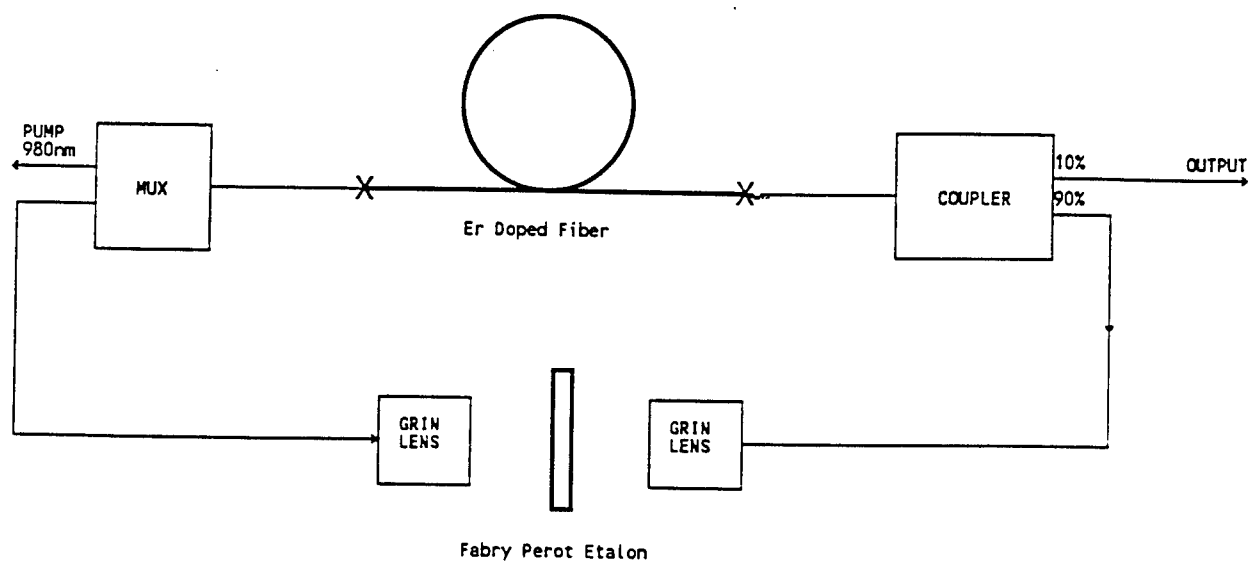 PUMP
980nm
MUX
Er Doped Fiber
COUPLER
10%
90%
OUTPUT
GRIN
LENS
GRIN
LENS
Fabry Perot Etalon